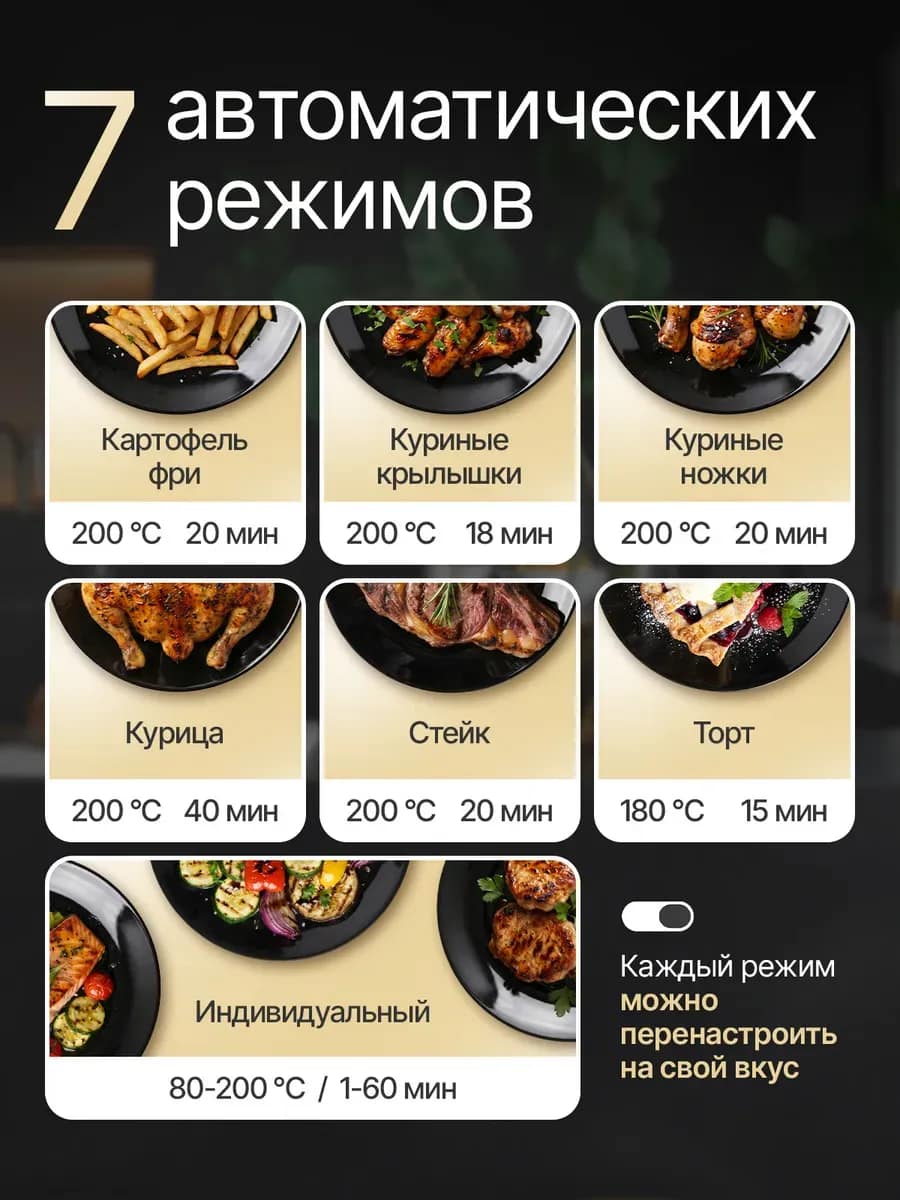 7 автоматических
режимов
Картофель
фри
200 °C 20 мин
Куриные
крылышки
200 °C 18 мин
Куриные
ножки
200 °C 20 мин
Курица
200 °C 40 мин
Стейк
200 °C 20 мин
Торт
180 °C 15 мин
Индивидуальный
80-200 °C / 1-60 мин
Каждый режим
можно
перенастроить
на свой вкус